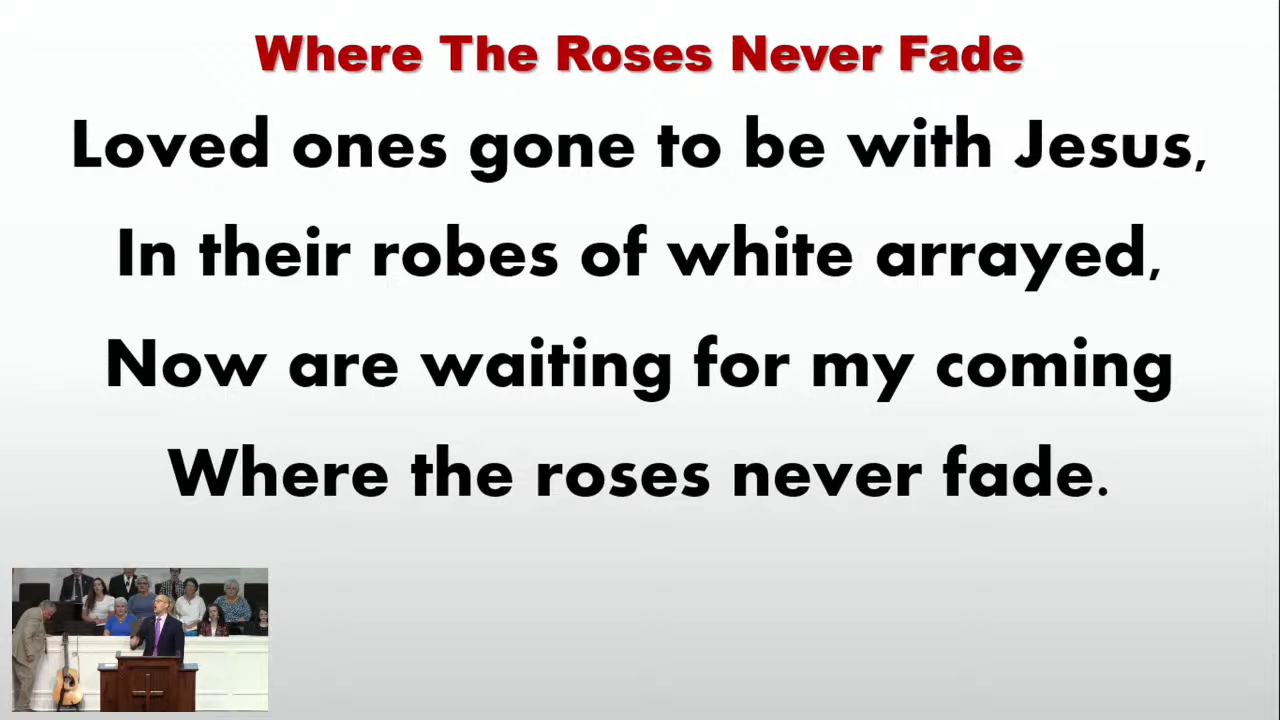 Where The Roses Never Fade
Loved ones gone to be with Jesus,
In their robes of white arrayed,
Now are waiting for my coming
Where the roses never fade.